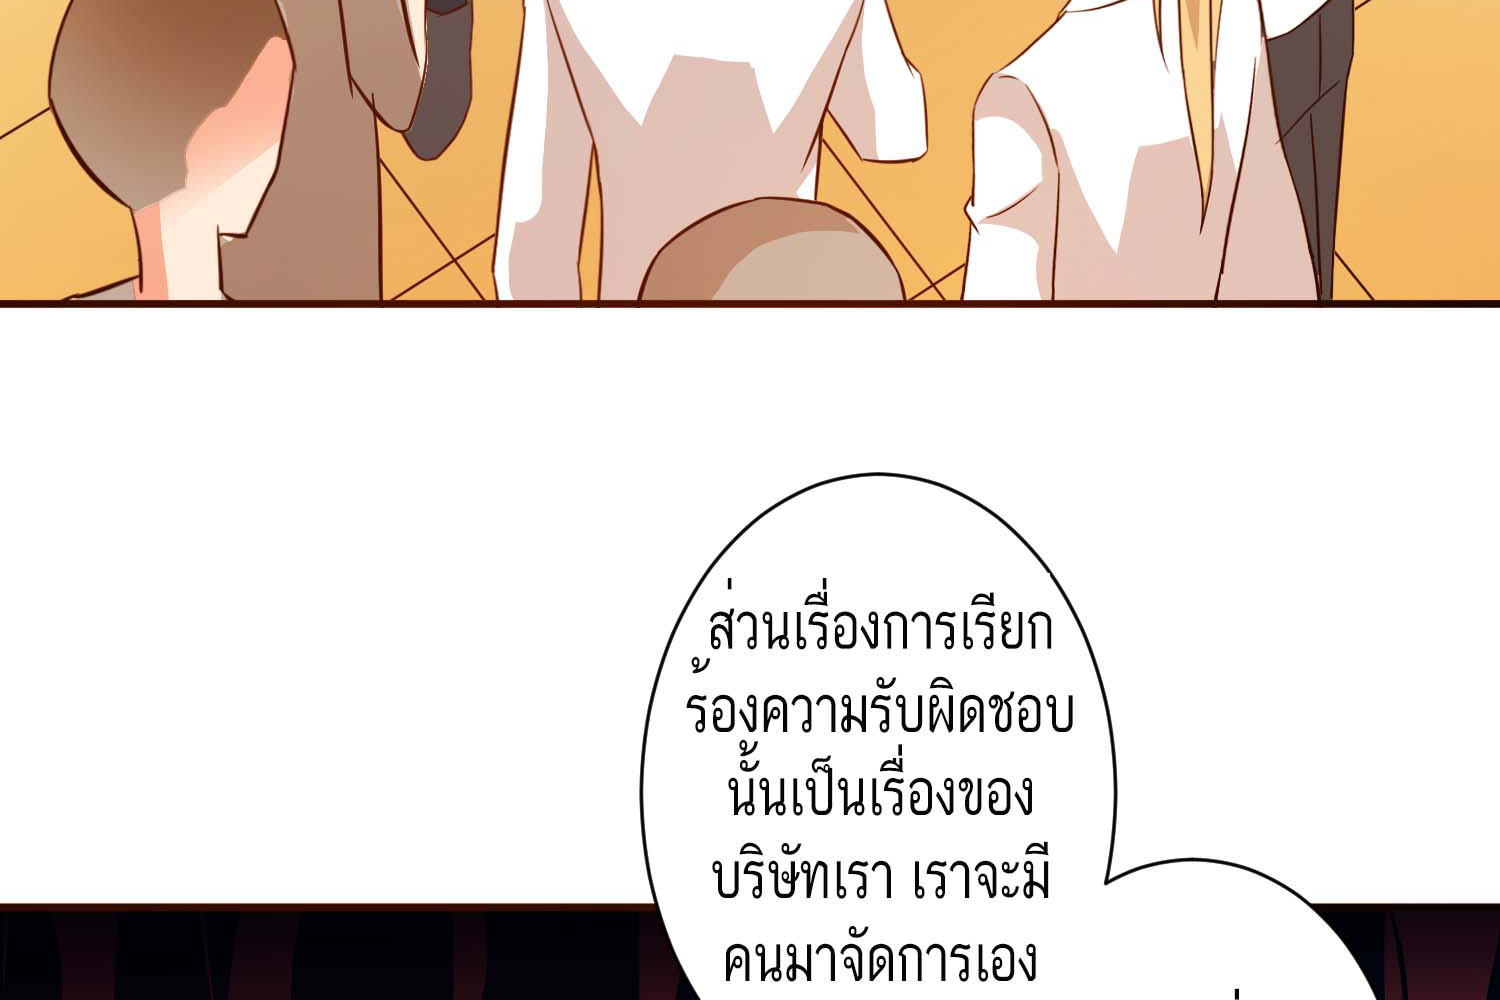 ส่วนเรื่องการเรียก
ร้องความรับผิดชอบ
นั้นเป็นเรื่องของ
บริษัทเรา เราจะมี
คนมาจัดการเอง